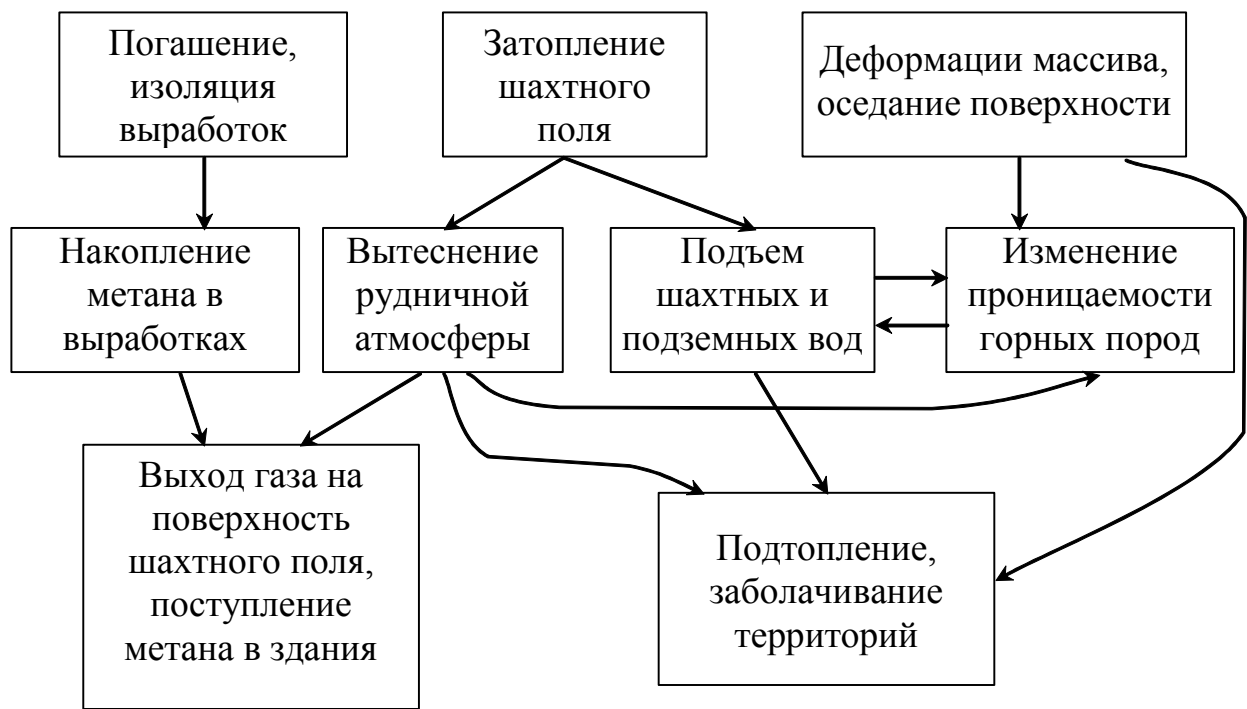 Погашение,
изоляция
выработок
Затопление
шахтного
поля
Деформации массива,
оседание поверхности
Накопление
метана в
выработках
Вытеснение
рудничной
атмосферы
Подъем
шахтных и
подземных вод
Изменение
проницаемости
горных пород
Выход газа на
поверхность
шахтного поля,
поступление
метана в здания
Подтопление,
заболачивание
территорий